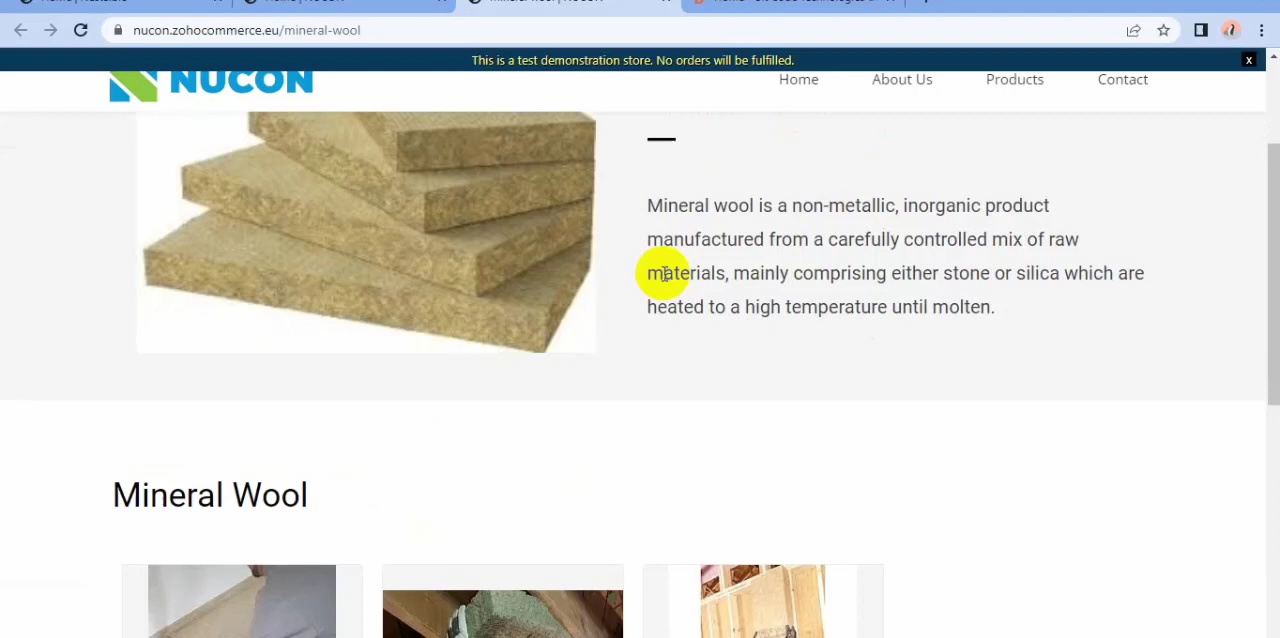 nucon.zohocommerce.eu/mineral-wool
This is a test demonstration store. No orders will be fulfilled.
x
NUCON
Home About Us Products Contact
Mineral wool is a non-metallic, inorganic product
manufactured from a carefully controlled mix of raw
materials, mainly comprising either stone or silica which are
heated to a high temperature until molten.
Mineral Wool